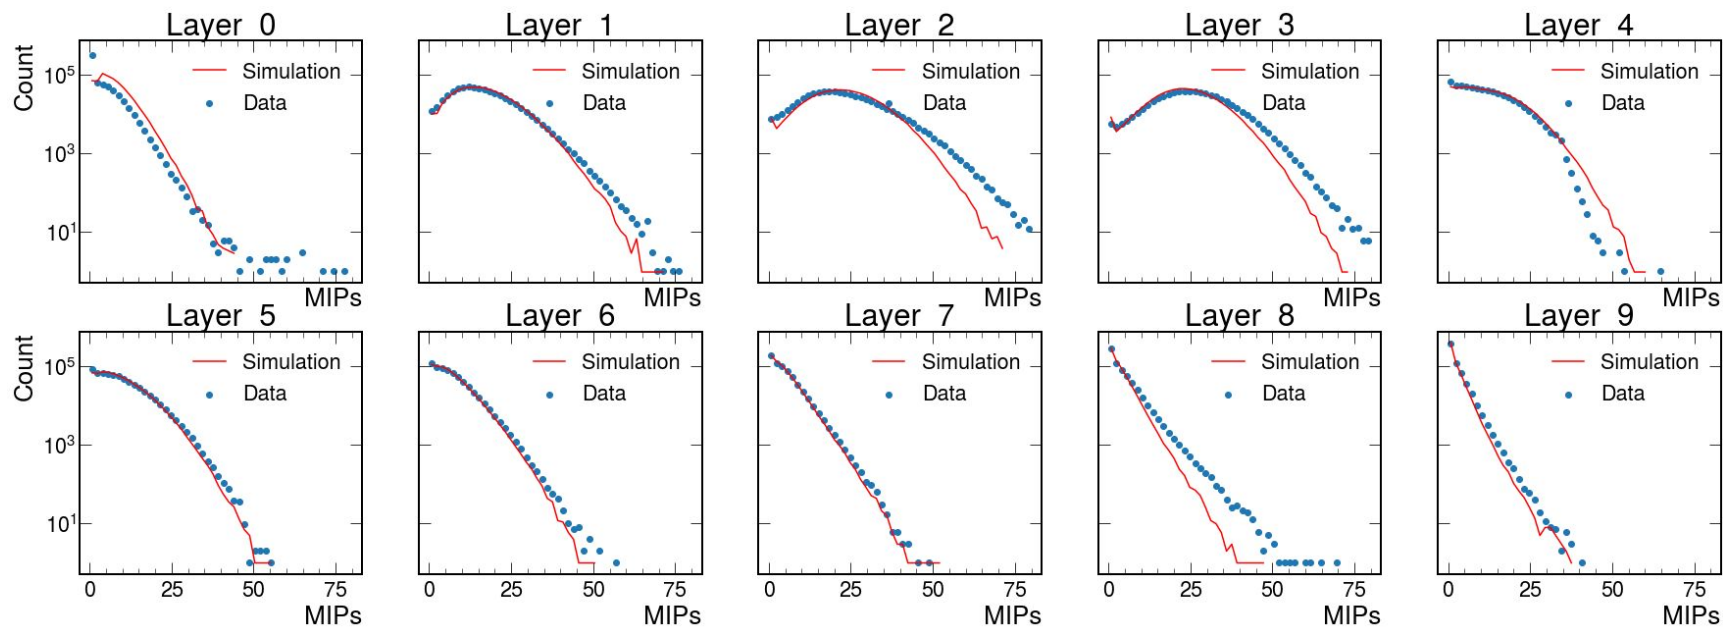 Layer 0
Layer 1
Layer 2
Layer 3
Layer 4
Count
10^5
10^3
10^1
Simulation
Data
MIPs
Simulation
Data
MIPs
Simulation
Data
MIPs
Simulation
Data
MIPs
Simulation
Data
MIPs
Layer 5
Layer 6
Layer 7
Layer 8
Layer 9
Count
10^5
10^3
10^1
Simulation
Data
0 25 50 75
MIPs
Simulation
Data
0 25 50 75
MIPs
Simulation
Data
0 25 50 75
MIPs
Simulation
Data
0 25 50 75
MIPs
Simulation
Data
0 25 50 75
MIPs